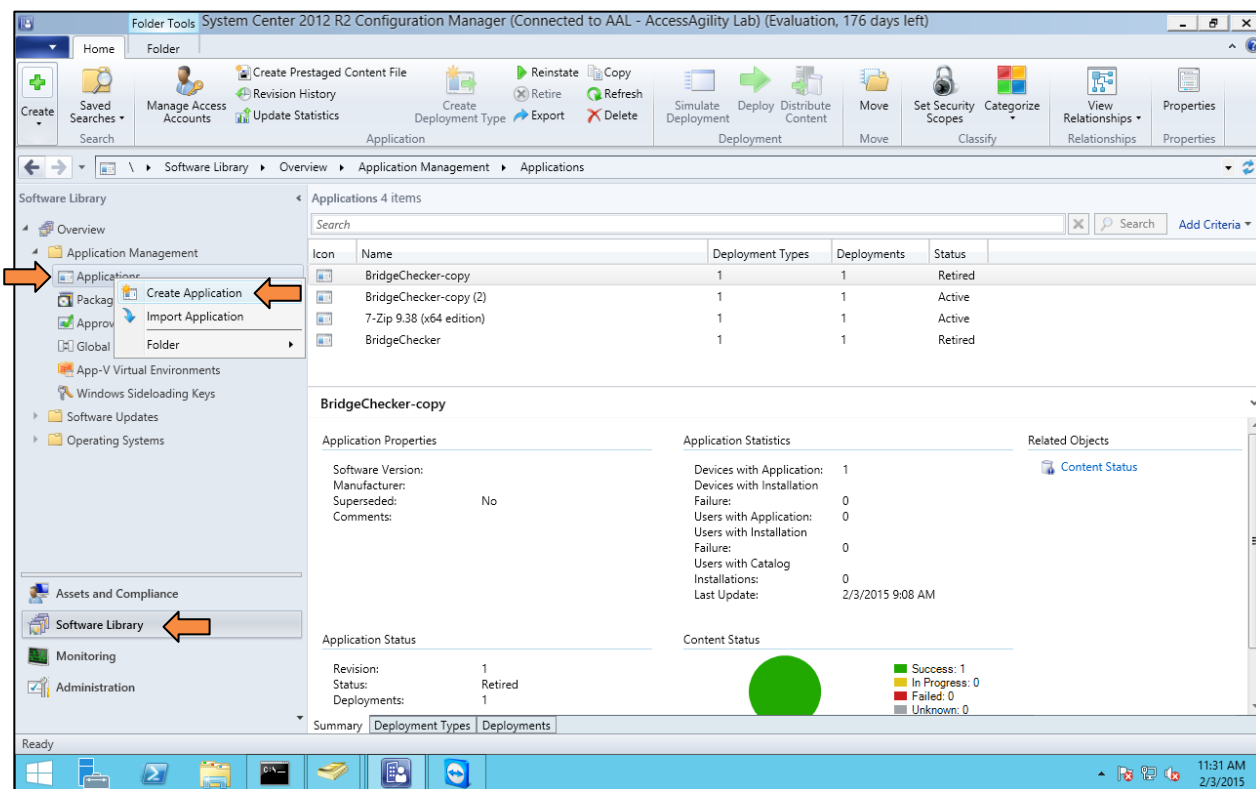 Folder Tools System Center 2012 R2 Configuration Manager (Connected to AAL - AccessAgility Lab) (Evaluation, 176 days left)
Home Folder
Create
Saved Searches
Search
Manage Access Accounts
Create Prestaged Content File
Revision History
Update Statistics
Create Deployment Type
Reinstate
Retire
Export
Copy
Refresh
Delete
Application
Simulate Deployment
Deploy
Distribute Content
Deployment
Move
Move
Set Security Scopes
Categorize
Classify
View Relationships
Relationships
Properties
Properties
\ Software Library Overview Application Management Applications
Software Library
Overview
Application Management
Applications
Packag
Approv
Global
App-V Virtual Environments
Windows Sideloading Keys
Software Updates
Operating Systems
Create Application
Import Application
Folder
Assets and Compliance
Software Library
Monitoring
Administration
Applications 4 items
Search
Search Add Criteria
Icon Name Deployment Types Deployments Status
BridgeChecker-copy 1 1 Retired
BridgeChecker-copy (2) 1 1 Active
7-Zip 9.38 (x64 edition) 1 1 Active
BridgeChecker 1 1 Retired
BridgeChecker-copy
Application Properties
Software Version:
Manufacturer:
Superseded: No
Comments:
Application Statistics
Devices with Application: 1
Devices with Installation
Failure: 0
Users with Application: 0
Users with Installation
Failure: 0
Users with Catalog
Installations: 0
Last Update: 2/3/2015 9:08 AM
Related Objects
Content Status
Application Status
Revision: 1
Status: Retired
Deployments: 1
Content Status
Success: 1
In Progress: 0
Failed: 0
Unknown: 0
Summary Deployment Types Deployments
Ready
C:\
11:31 AM
2/3/2015